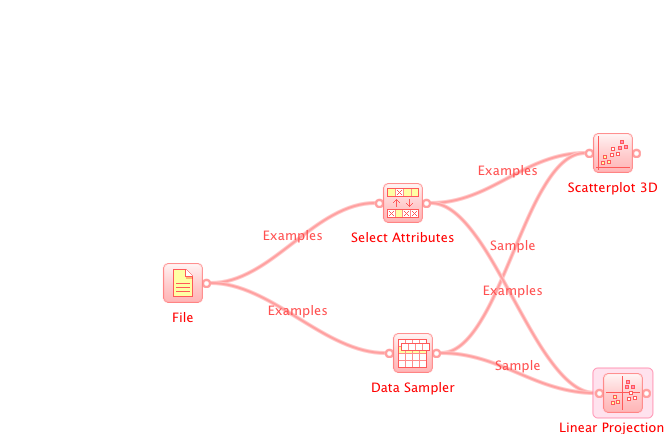 Examples
Scatterplot 3D
Examples
Select Attributes
Sample
Examples
File
Examples
Sample
Data Sampler
Linear Projection